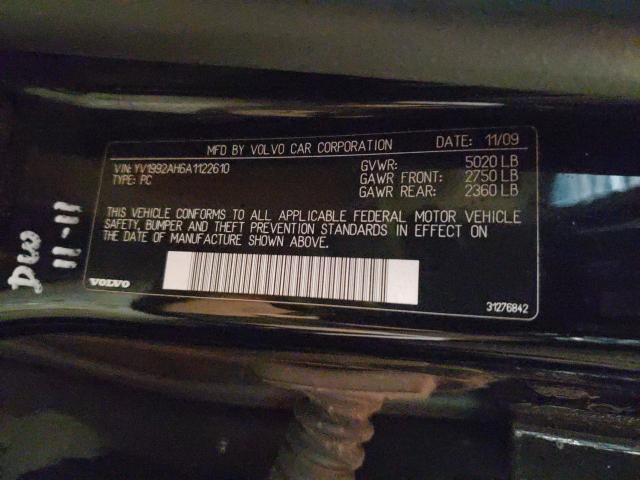 MFD BY VOLVO CAR CORPORATION DATE: 11/09
VIN: YV1992AH6A1122610 GVWR: 5020 LB
TYPE: PC GAWR FRONT: 2750 LB
GAWR REAR: 2360 LB
THIS VEHICLE CONFORMS TO ALL APPLICABLE FEDERAL MOTOR VEHICLE
SAFETY, BUMPER AND THEFT PREVENTION STANDARDS IN EFFECT ON
THE DATE OF MANUFACTURE SHOWN ABOVE.
VOLVO 31276842
11-11